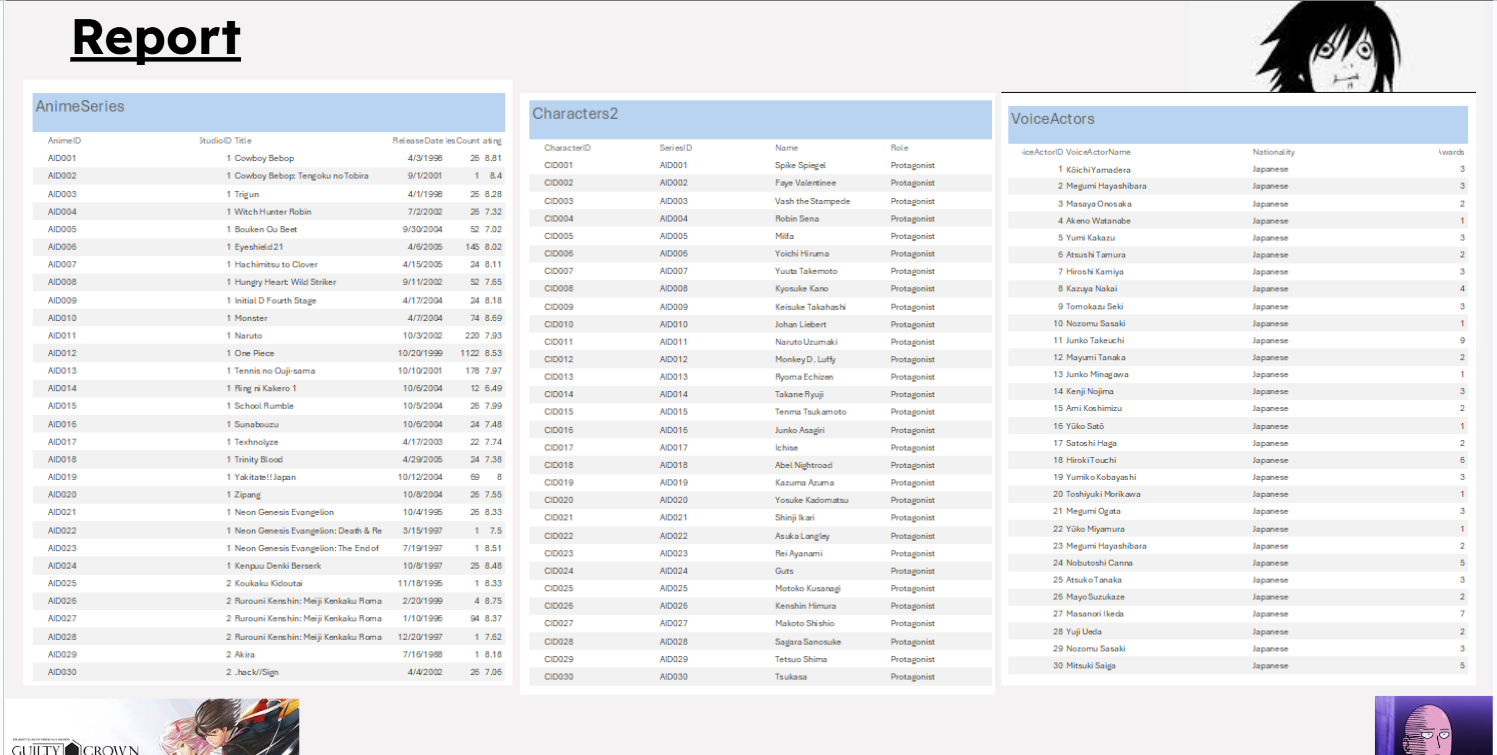 Report
AnimeSeries
AnimeID StudioID Title ReleaseDate esCount ating
AID001 1 Cowboy Bebop 4/3/1998 26 8.81
AID002 1 Cowboy Bebop: Tengoku no Tobira 9/1/2001 1 8.4
AID003 1 Trigun 4/1/1998 26 8.28
AID004 1 Witch Hunter Robin 7/2/2002 26 7.32
AID005 1 Bouken Ou Beet 9/30/2004 52 7.02
AID006 1 Eyeshield 21 4/6/2005 145 8.02
AID007 1 Hachimitsu to Clover 4/15/2005 24 8.11
AID008 1 Hungry Heart: Wild Striker 9/11/2002 52 7.65
AID009 1 Initial D Fourth Stage 4/17/2004 24 8.18
AID010 1 Monster 4/7/2004 74 8.69
AID011 1 Naruto 10/3/2002 220 7.93
AID012 1 One Piece 10/20/1999 1122 8.53
AID013 1 Tennis no Ouji-sama 10/10/2001 178 7.97
AID014 1 Ring ni Kakero 1 10/6/2004 12 6.49
AID015 1 School Rumble 10/5/2004 26 7.99
AID016 1 Sunabouzu 10/6/2004 24 7.48
AID017 1 Texhnolyze 4/17/2003 22 7.74
AID018 1 Trinity Blood 4/29/2005 24 7.38
AID019 1 Yakitate!! Japan 10/12/2004 69 8
AID020 1 Zipang 10/8/2004 26 7.55
AID021 1 Neon Genesis Evangelion 10/4/1995 26 8.33
AID022 1 Neon Genesis Evangelion: Death & Re 3/15/1997 1 7.5
AID023 1 Neon Genesis Evangelion: The End of 7/19/1997 1 8.51
AID024 1 Kenpuu Denki Berserk 10/8/1997 25 8.48
AID025 2 Koukaku Kidoutai 11/18/1995 1 8.33
AID026 2 Rurouni Kenshin: Meiji Kenkaku Roma 2/20/1999 4 8.75
AID027 2 Rurouni Kenshin: Meiji Kenkaku Roma 1/10/1996 94 8.37
AID028 2 Rurouni Kenshin: Meiji Kenkaku Roma 12/20/1997 1 7.62
AID029 2 Akira 7/16/1988 1 8.18
AID030 2 .hack//Sign 4/4/2002 26 7.06
Characters2
CharacterID SeriesID Name Role
CID001 AID001 Spike Spiegel Protagonist
CID002 AID002 Faye Valentinee Protagonist
CID003 AID003 Vash the Stampede Protagonist
CID004 AID004 Robin Sena Protagonist
CID005 AID005 Milfa Protagonist
CID006 AID006 Yoichi Hiruma Protagonist
CID007 AID007 Yuuta Takemoto Protagonist
CID008 AID008 Kyosuke Kano Protagonist
CID009 AID009 Keisuke Takahashi Protagonist
CID010 AID010 Johan Liebert Protagonist
CID011 AID011 Naruto Uzumaki Protagonist
CID012 AID012 Monkey D. Luffy Protagonist
CID013 AID013 Ryoma Echizen Protagonist
CID014 AID014 Takane Ryuji Protagonist
CID015 AID015 Tenma Tsukamoto Protagonist
CID016 AID016 Junko Asagiri Protagonist
CID017 AID017 Ichise Protagonist
CID018 AID018 Abel Nightroad Protagonist
CID019 AID019 Kazuma Azuma Protagonist
CID020 AID020 Yosuke Kadomatsu Protagonist
CID021 AID021 Shinji Ikari Protagonist
CID022 AID022 Asuka Langley Protagonist
CID023 AID023 Rei Ayanami Protagonist
CID024 AID024 Guts Protagonist
CID025 AID025 Motoko Kusanagi Protagonist
CID026 AID026 Kenshin Himura Protagonist
CID027 AID027 Makoto Shishio Protagonist
CID028 AID028 Sagara Sanosuke Protagonist
CID029 AID029 Tetsuo Shima Protagonist
CID030 AID030 Tsukasa Protagonist
VoiceActors
iceActorID VoiceActorName Nationality wards
1 Kōichi Yamadera Japanese 3
2 Megumi Hayashibara Japanese 3
3 Masaya Onosaka Japanese 2
4 Akeno Watanabe Japanese 1
5 Yumi Kakazu Japanese 3
6 Atsushi Tamura Japanese 2
7 Hiroshi Kamiya Japanese 3
8 Kazuya Nakai Japanese 4
9 Tomokazu Seki Japanese 3
10 Nozomu Sasaki Japanese 1
11 Junko Takeuchi Japanese 9
12 Mayumi Tanaka Japanese 2
13 Junko Minagawa Japanese 1
14 Kenji Nojima Japanese 3
15 Ami Koshimizu Japanese 2
16 Yūko Satō Japanese 1
17 Satoshi Haga Japanese 2
18 Hiroki Touchi Japanese 6
19 Yumiko Kobayashi Japanese 3
20 Toshiyuki Morikawa Japanese 1
21 Megumi Ogata Japanese 3
22 Yūko Miyamura Japanese 1
23 Megumi Hayashibara Japanese 2
24 Nobutoshi Canna Japanese 5
25 Atsuko Tanaka Japanese 3
26 Mayo Suzukaze Japanese 2
27 Masanori Ikeda Japanese 7
28 Yuji Ueda Japanese 2
29 Nozomu Sasaki Japanese 3
30 Mitsuki Saiga Japanese 5
GUILTY CROWN